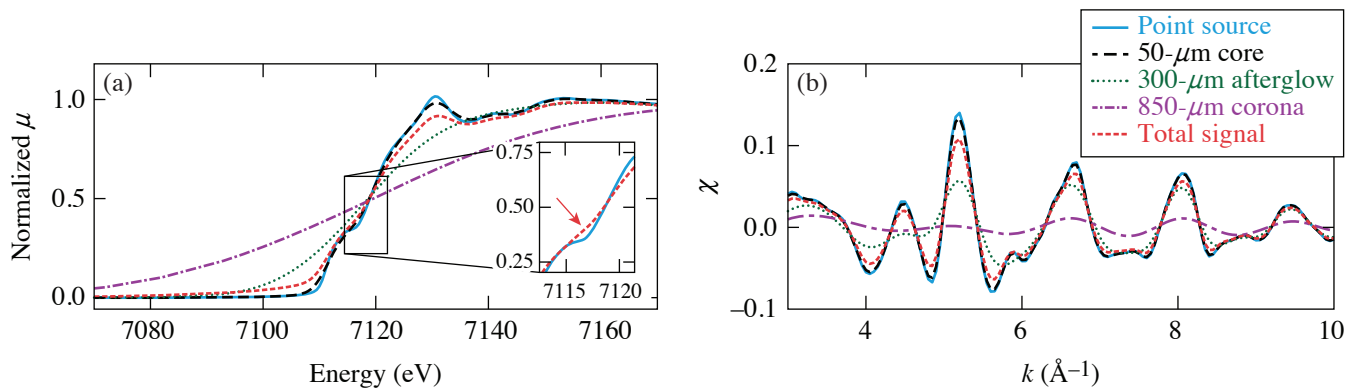 (a)
Normalized μ
1.0
0.5
0.0
7080 7100 7120 7140 7160
Energy (eV)
0.75
0.50
0.25
7115 7120
(b)
χ
0.2
0.1
0.0
–0.1
4 6 8 10
k (Å–1)
Point source
50-μm core
300-μm afterglow
850-μm corona
Total signal